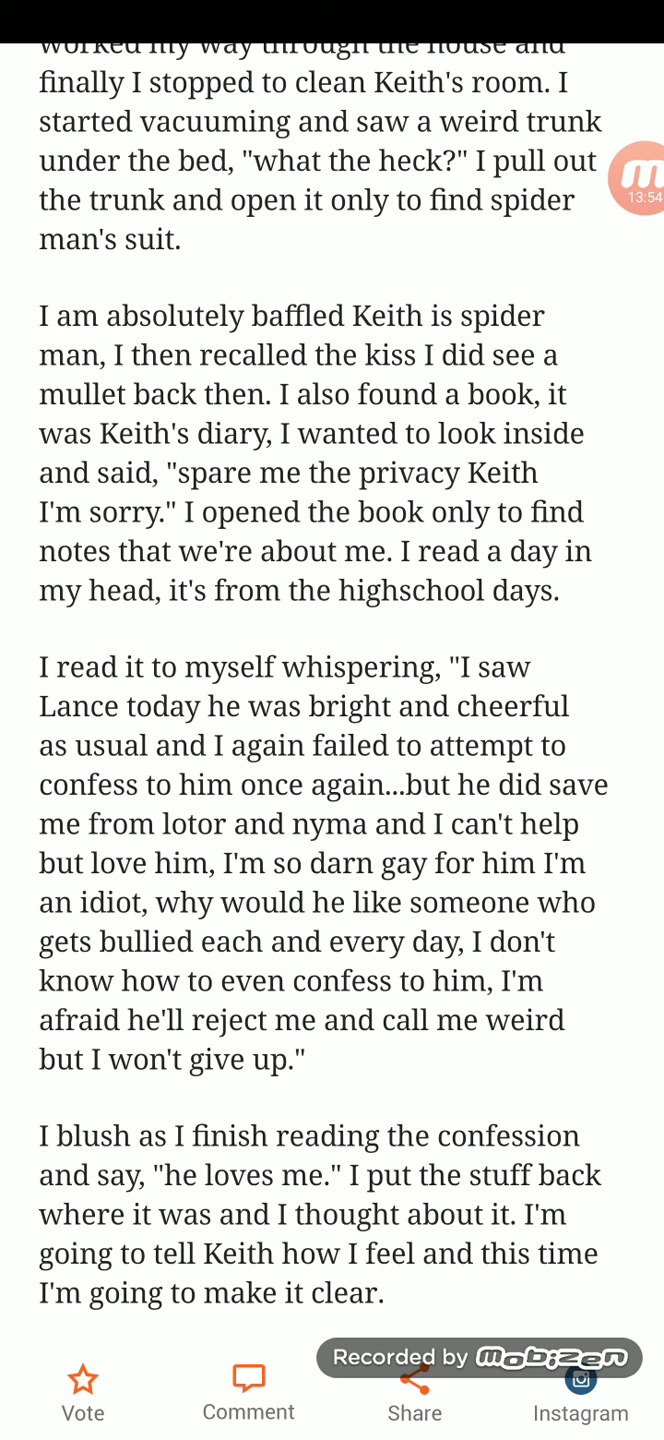 worked my way through the house and
finally I stopped to clean Keith's room. I
started vacuuming and saw a weird trunk
under the bed, "what the heck?" I pull out
the trunk and open it only to find spider
man's suit.
13:54
I am absolutely baffled Keith is spider
man, I then recalled the kiss I did see a
mullet back then. I also found a book, it
was Keith's diary, I wanted to look inside
and said, "spare me the privacy Keith
I'm sorry." I opened the book only to find
notes that we're about me. I read a day in
my head, it's from the highschool days.
I read it to myself whispering, "I saw
Lance today he was bright and cheerful
as usual and I again failed to attempt to
confess to him once again...but he did save
me from lotor and nyma and I can't help
but love him, I'm so darn gay for him I'm
an idiot, why would he like someone who
gets bullied each and every day, I don't
know how to even confess to him, I'm
afraid he'll reject me and call me weird
but I won't give up."
I blush as I finish reading the confession
and say, "he loves me." I put the stuff back
where it was and I thought about it. I'm
going to tell Keith how I feel and this time
I'm going to make it clear.
Recorded by mobizen
Vote
Comment
Share
Instagram